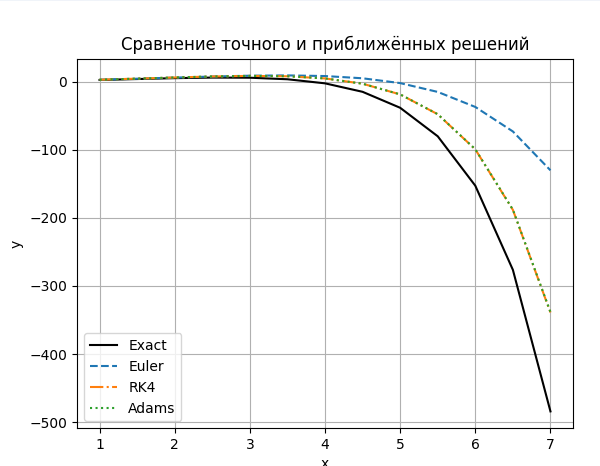 Сравнение точного и приближённых решений
y
0
−100
−200
−300
−400
−500
Exact
Euler
RK4
Adams
1 2 3 4 5 6 7
x